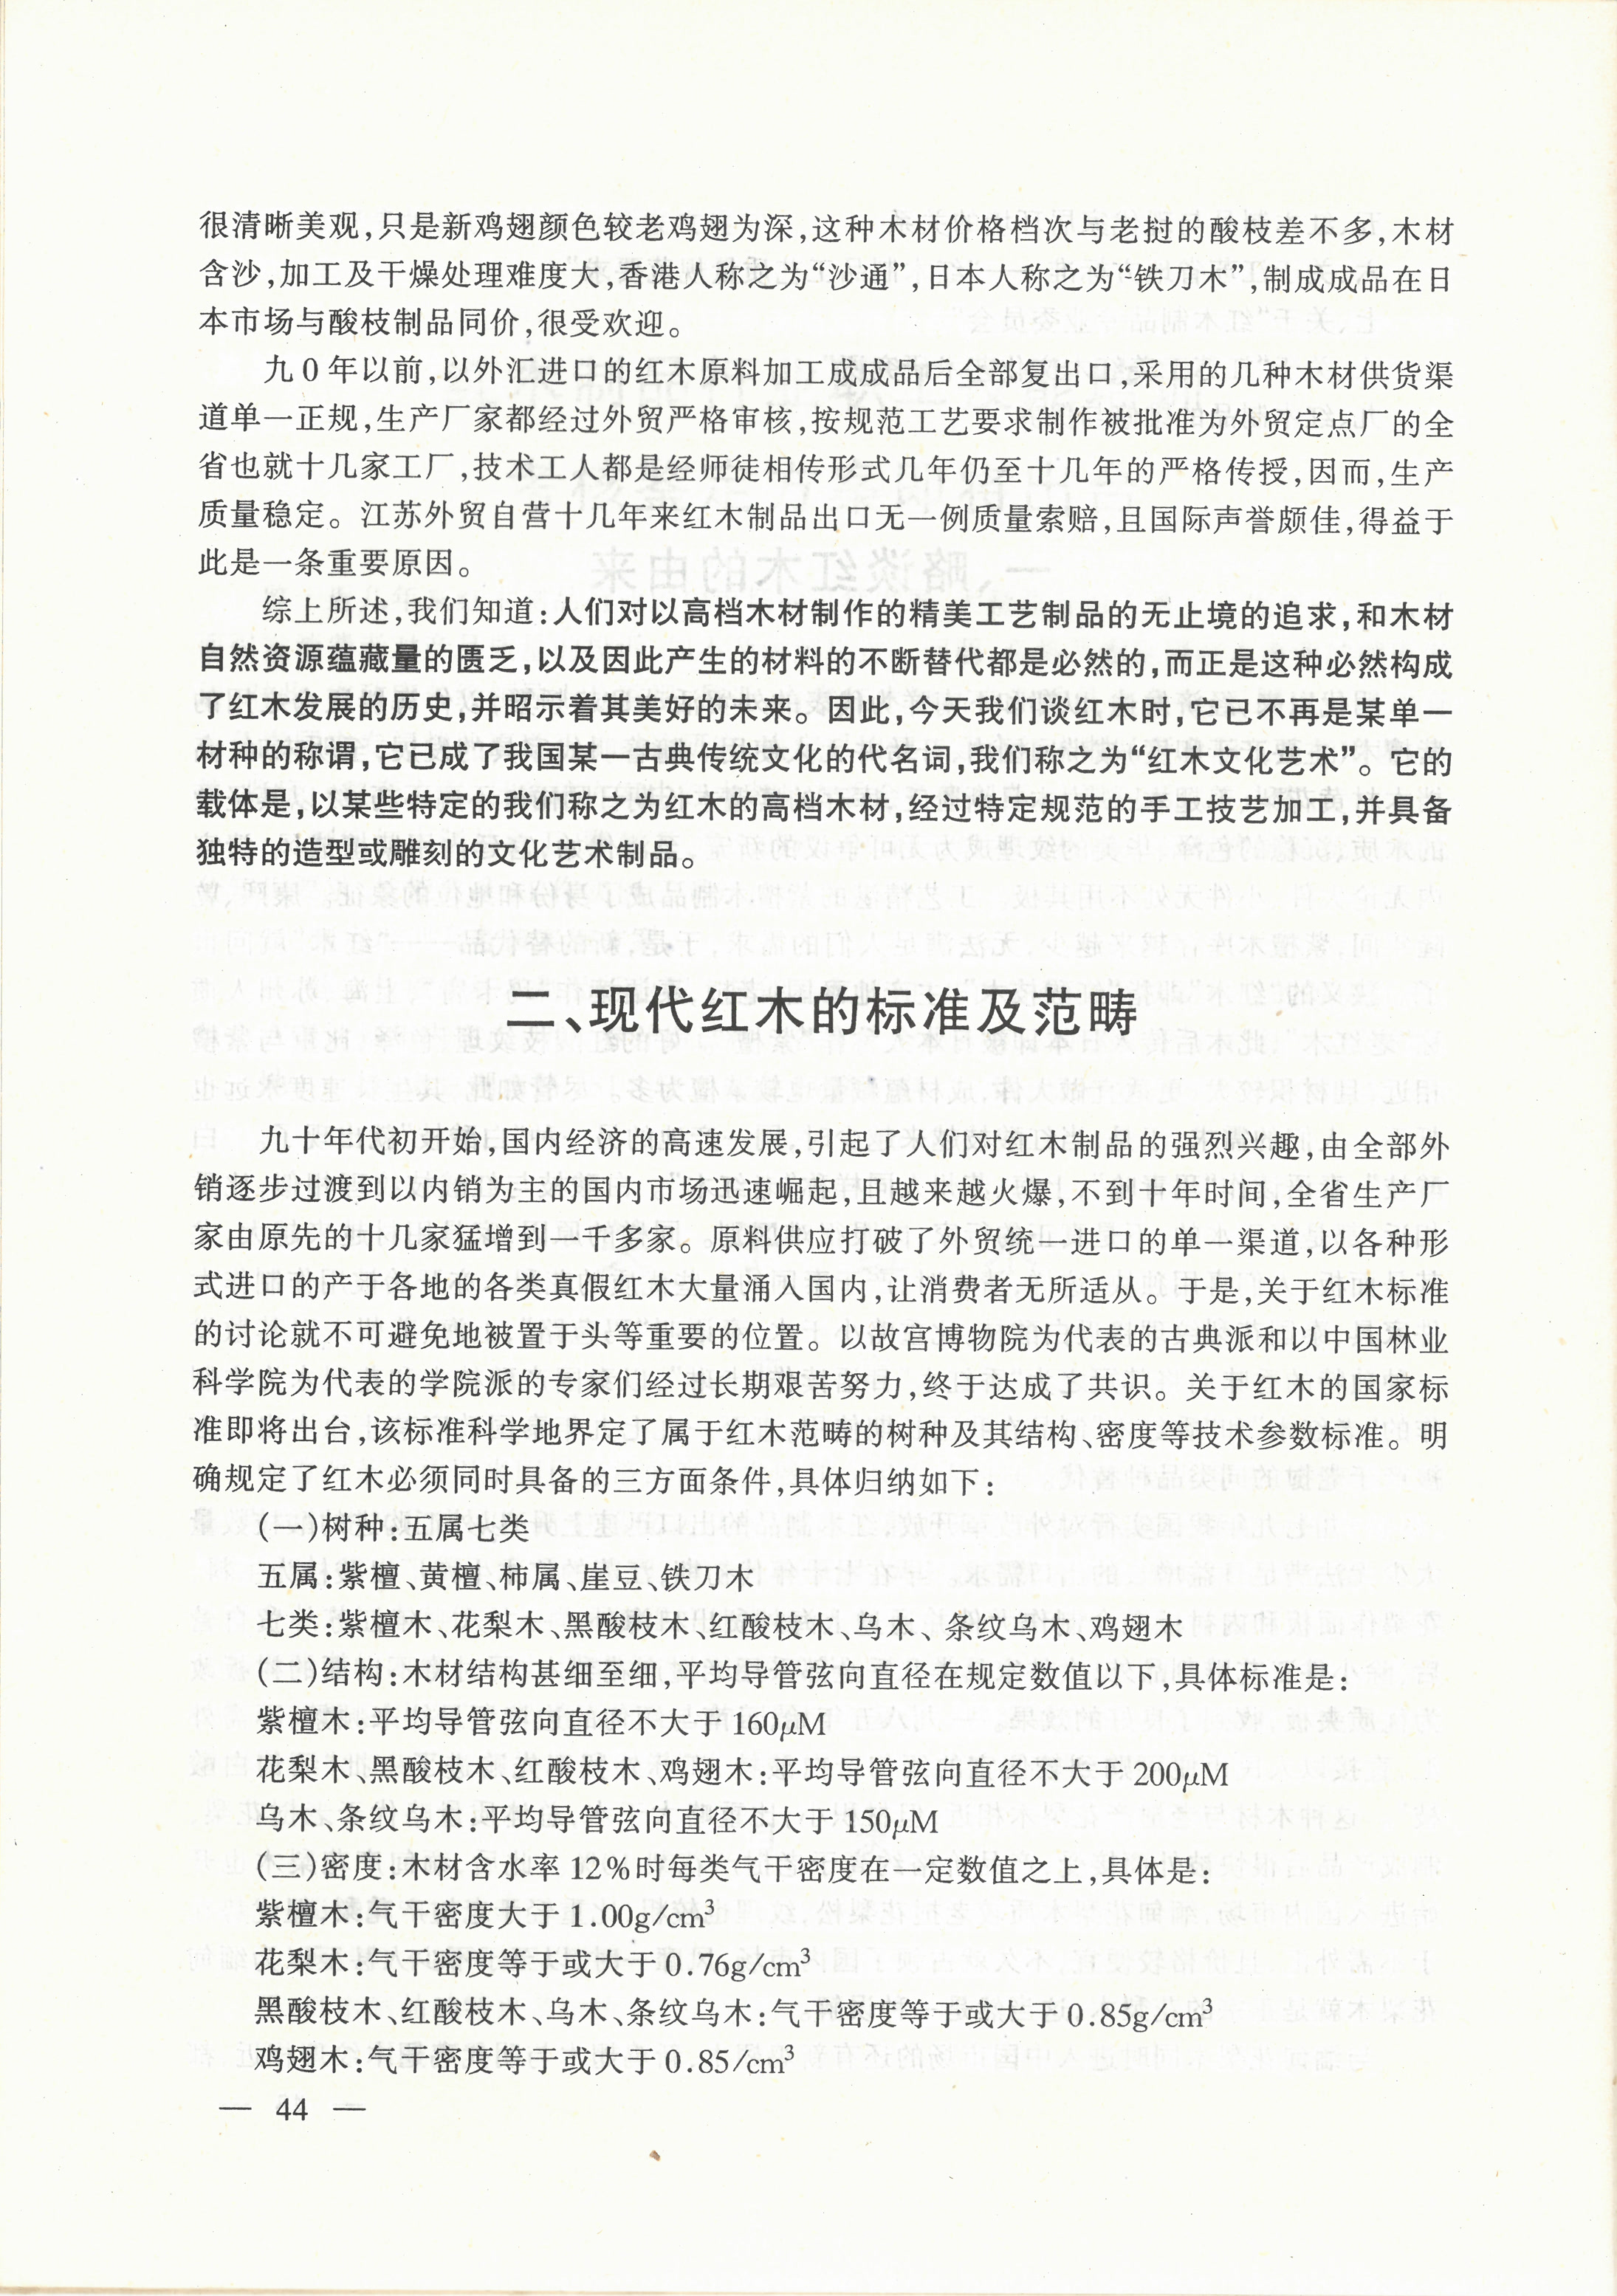 很清晰美观,只是新鸡翅颜色较老鸡翅为深,这种木材价格档次与老挝的酸枝差不多,木材
含沙,加工及干燥处理难度大,香港人称之为“沙通”,日本人称之为“铁刀木”,制成成品在日
本市场与酸枝制品同价,很受欢迎。
九0年以前,以外汇进口的红木原料加工成成品后全部复出口,采用的几种木材供货渠
道单一正规,生产厂家都经过外贸严格审核,按规范工艺要求制作被批准为外贸定点厂的全
省也就十几家工厂,技术工人都是经师徒相传形式几年仍至十几年的严格传授,因而,生产
质量稳定。江苏外贸自营十几年来红木制品出口无一例质量索赔,且国际声誉颇佳,得益于
此是一条重要原因。
综上所述,我们知道:人们对以高档木材制作的精美工艺制品的无止境的追求,和木材
自然资源蕴藏量的匮乏,以及因此产生的材料的不断替代都是必然的,而正是这种必然构成
了红木发展的历史,并昭示着其美好的未来。因此,今天我们谈红木时,它已不再是某单一
材种的称谓,它已成了我国某一古典传统文化的代名词,我们称之为“红木文化艺术”。它的
载体是,以某些特定的我们称之为红木的高档木材,经过特定规范的手工技艺加工,并具备
独特的造型或雕刻的文化艺术制品。
二、现代红木的标准及范畴
九十年代初开始,国内经济的高速发展,引起了人们对红木制品的强烈兴趣,由全部外
销逐步过渡到以内销为主的国内市场迅速崛起,且越来越火爆,不到十年时间,全省生产厂
家由原先的十几家猛增到一千多家。原料供应打破了外贸统一进口的单一渠道,以各种形
式进口的产于各地的各类真假红木大量涌入国内,让消费者无所适从。于是,关于红木标准
的讨论就不可避免地被置于头等重要的位置。以故宫博物院为代表的古典派和以中国林业
科学院为代表的学院派的专家们经过长期艰苦努力,终于达成了共识。关于红木的国家标
准即将出台,该标准科学地界定了属于红木范畴的树种及其结构、密度等技术参数标准。明
确规定了红木必须同时具备的三方面条件,具体归纳如下:
(一)树种:五属七类
五属:紫檀、黄檀、柿属、崖豆、铁刀木
七类:紫檀木、花梨木、黑酸枝木、红酸枝木、乌木、条纹乌木、鸡翅木
(二)结构:木材结构甚细至细,平均导管弦向直径在规定数值以下,具体标准是:
紫檀木:平均导管弦向直径不大于160μM
花梨木、黑酸枝木、红酸枝木、鸡翅木:平均导管弦向直径不大于200μM
乌木、条纹乌木:平均导管弦向直径不大于150μM
(三)密度:木材含水率12%时每类气干密度在一定数值之上,具体是:
紫檀木:气干密度大于1.00g/cm³
花梨木:气干密度等于或大于0.76g/cm³
黑酸枝木、红酸枝木、乌木、条纹乌木:气干密度等于或大于0.85g/cm³
鸡翅木:气干密度等于或大于0.85/cm³
— 44 —